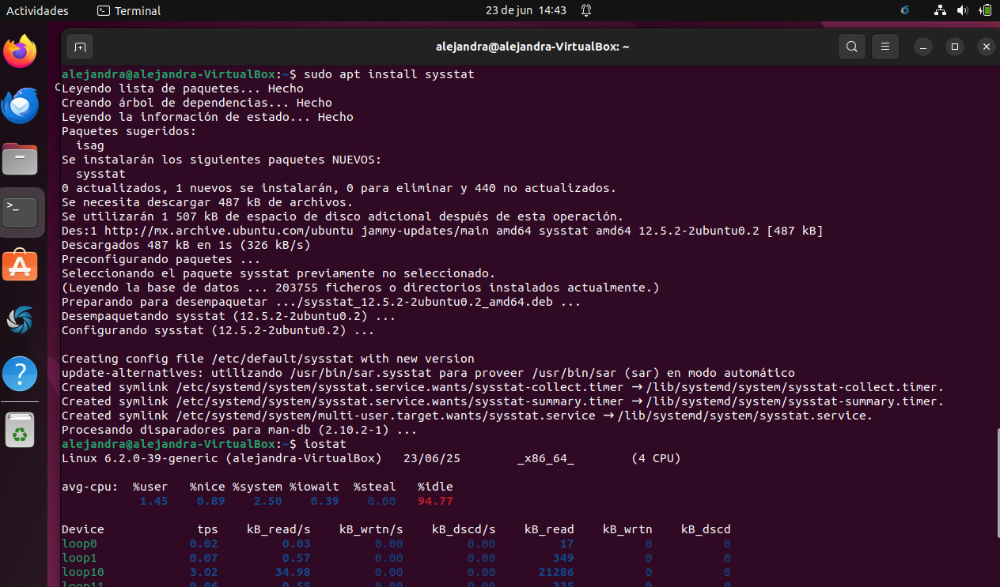 Actividades Terminal 23 de jun 14:43
alejandra@alejandra-VirtualBox: ~
alejandra@alejandra-VirtualBox:~$ sudo apt install sysstat
Leyendo lista de paquetes... Hecho
Creando árbol de dependencias... Hecho
Leyendo la información de estado... Hecho
Paquetes sugeridos:
  isag
Se instalarán los siguientes paquetes NUEVOS:
  sysstat
0 actualizados, 1 nuevos se instalarán, 0 para eliminar y 440 no actualizados.
Se necesita descargar 487 kB de archivos.
Se utilizarán 1 507 kB de espacio de disco adicional después de esta operación.
Des:1 http://mx.archive.ubuntu.com/ubuntu jammy-updates/main amd64 sysstat amd64 12.5.2-2ubuntu0.2 [487 kB]
Descargados 487 kB en 1s (326 kB/s)
Preconfigurando paquetes ...
Seleccionando el paquete sysstat previamente no seleccionado.
(Leyendo la base de datos ... 203755 ficheros o directorios instalados actualmente.)
Preparando para desempaquetar .../sysstat_12.5.2-2ubuntu0.2_amd64.deb ...
Desempaquetando sysstat (12.5.2-2ubuntu0.2) ...
Configurando sysstat (12.5.2-2ubuntu0.2) ...
Creating config file /etc/default/sysstat with new version
update-alternatives: utilizando /usr/bin/sar.sysstat para proveer /usr/bin/sar (sar) en modo automático
Created symlink /etc/systemd/system/sysstat.service.wants/sysstat-collect.timer → /lib/systemd/system/sysstat-collect.timer.
Created symlink /etc/systemd/system/sysstat.service.wants/sysstat-summary.timer → /lib/systemd/system/sysstat-summary.timer.
Created symlink /etc/systemd/system/multi-user.target.wants/sysstat.service → /lib/systemd/system/sysstat.service.
Procesando disparadores para man-db (2.10.2-1) ...
alejandra@alejandra-VirtualBox:~$ iostat
Linux 6.2.0-39-generic (alejandra-VirtualBox) 23/06/25 _x86_64_ (4 CPU)
avg-cpu: %user %nice %system %iowait %steal %idle
1.45 0.89 2.50 0.39 0.00 94.77
Device tps kB_read/s kB_wrtn/s kB_dscd/s kB_read kB_wrtn kB_dscd
loop0 0.02 0.03 0.00 0.00 17 0 0
loop1 0.07 0.57 0.00 0.00 349 0 0
loop10 3.02 34.98 0.00 0.00 21286 0 0
loop11 0.06 0.55 0.00 0.00 335 0 0